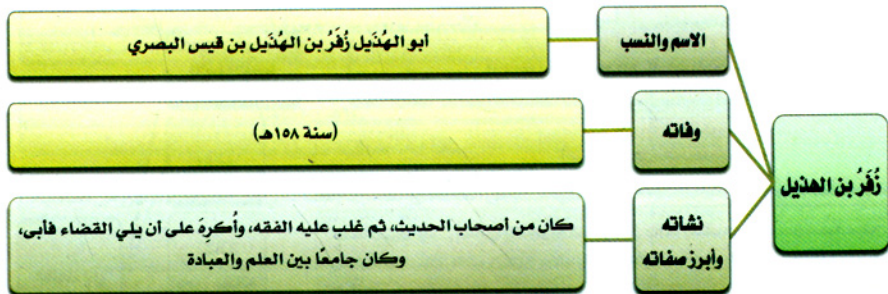 زُفَرُ بن الهذيل
الاسم والنسب
أبو الهُذَيل زُفَرُ بن الهُذَيل بن قيس البصري
وفاته
(سنة ١٥٨هـ)
نشأته
وأبرز صفاته
كان من أصحاب الحديث، ثم غلب عليه الفقه، وأُكرِهَ على أن يلي القضاء فأبى،
وكان جامعًا بين العلم والعبادة